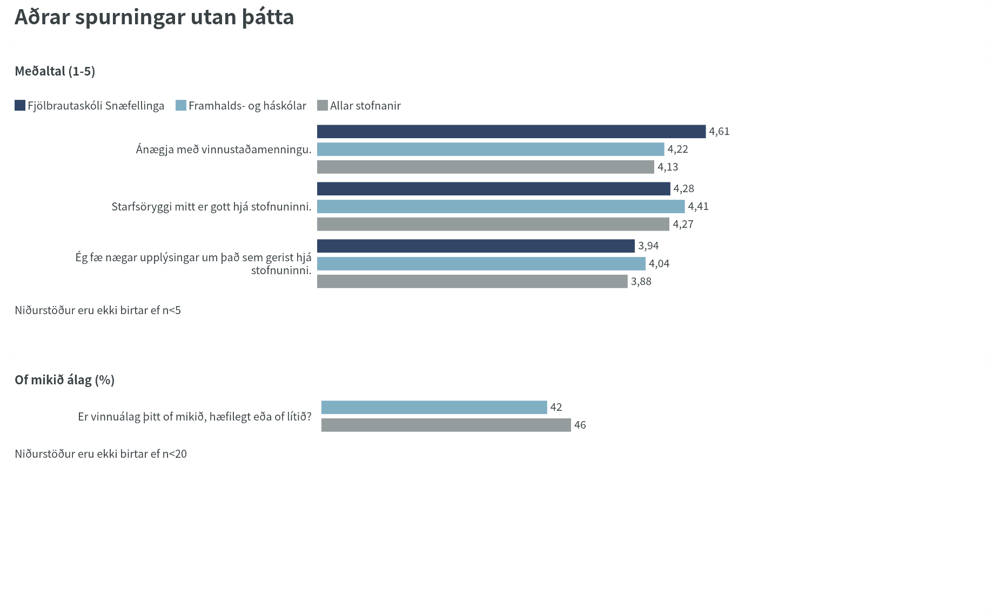 Aðrar spurningar utan þátta
Meðaltal (1-5)
Fjölbrautaskóli Snæfellinga Framhalds- og háskólar Allar stofnanir
Ánægja með vinnustaðamenningu.
4,61
4,22
4,13
Starfsöryggi mitt er gott hjá stofnuninni.
4,28
4,41
4,27
Ég fæ nægar upplýsingar um það sem gerist hjá
stofnuninni.
3,94
4,04
3,88
Niðurstöður eru ekki birtar ef n<5
Of mikið álag (%)
Er vinnuálag þitt of mikið, hæfilegt eða of lítið?
42
46
Niðurstöður eru ekki birtar ef n<20